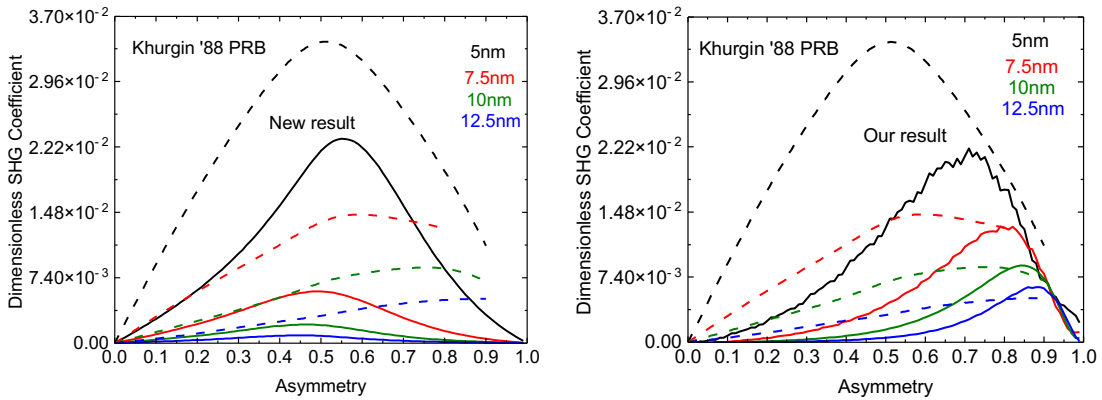 Dimensionless SHG Coefficient
3.70×10⁻²
2.96×10⁻²
2.22×10⁻²
1.48×10⁻²
7.40×10⁻³
0.00
Khurgin '88 PRB
5nm
7.5nm
10nm
12.5nm
New result
0.0 0.1 0.2 0.3 0.4 0.5 0.6 0.7 0.8 0.9 1.0
Asymmetry
Dimensionless SHG Coefficient
3.70×10⁻²
2.96×10⁻²
2.22×10⁻²
1.48×10⁻²
7.40×10⁻³
0.00
Khurgin '88 PRB
5nm
7.5nm
10nm
12.5nm
Our result
0.0 0.1 0.2 0.3 0.4 0.5 0.6 0.7 0.8 0.9 1.0
Asymmetry